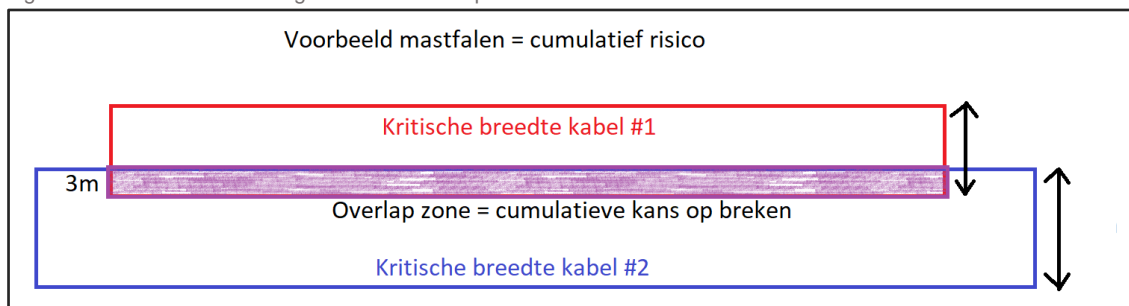 Voorbeeld mastfalen = cumulatief risico
Kritische breedte kabel #1
3m
Overlap zone = cumulatieve kans op breken
Kritische breedte kabel #2